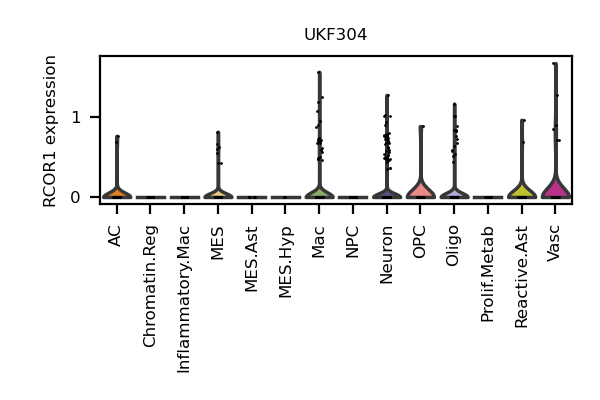 UKF304
RCOR1 expression
1
0
AC
Chromatin.Reg
Inflammatory.Mac
MES
MES.Ast
MES.Hyp
Mac
NPC
Neuron
OPC
Oligo
Prolif.Metab
Reactive.Ast
Vasc